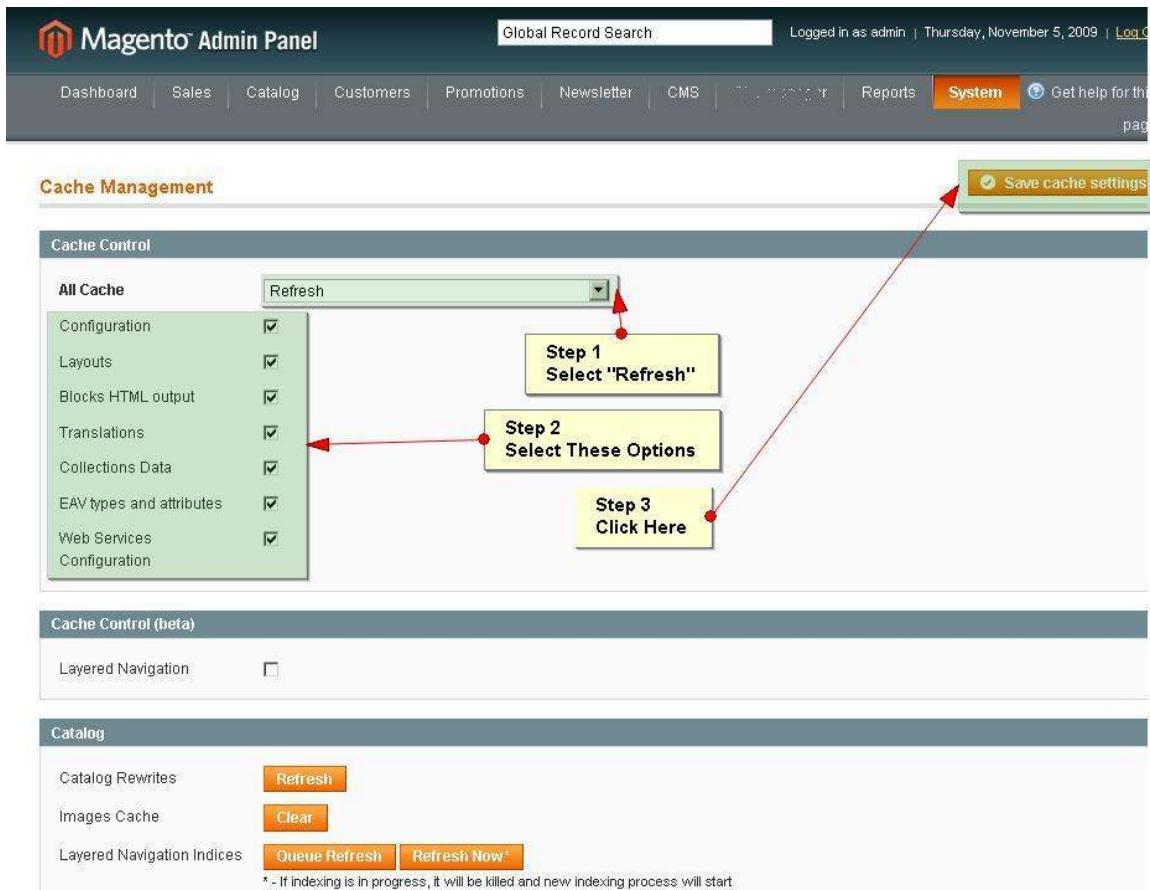 Magento™ Admin Panel
Global Record Search
Logged in as admin | Thursday, November 5, 2009 | Log
Dashboard Sales Catalog Customers Promotions Newsletter CMS Reports System Get help for
Cache Management
Save cache settings
Cache Control
All Cache
Refresh
Configuration
Layouts
Blocks HTML output
Translations
Collections Data
EAV types and attributes
Web Services
Configuration
Step 1
Select "Refresh"
Step 2
Select These Options
Step 3
Click Here
Cache Control (beta)
Layered Navigation
Catalog
Catalog Rewrites Refresh
Images Cache Clear
Layered Navigation Indices Queue Refresh Refresh Now*
* - If indexing is in progress, it will be killed and new indexing process will start